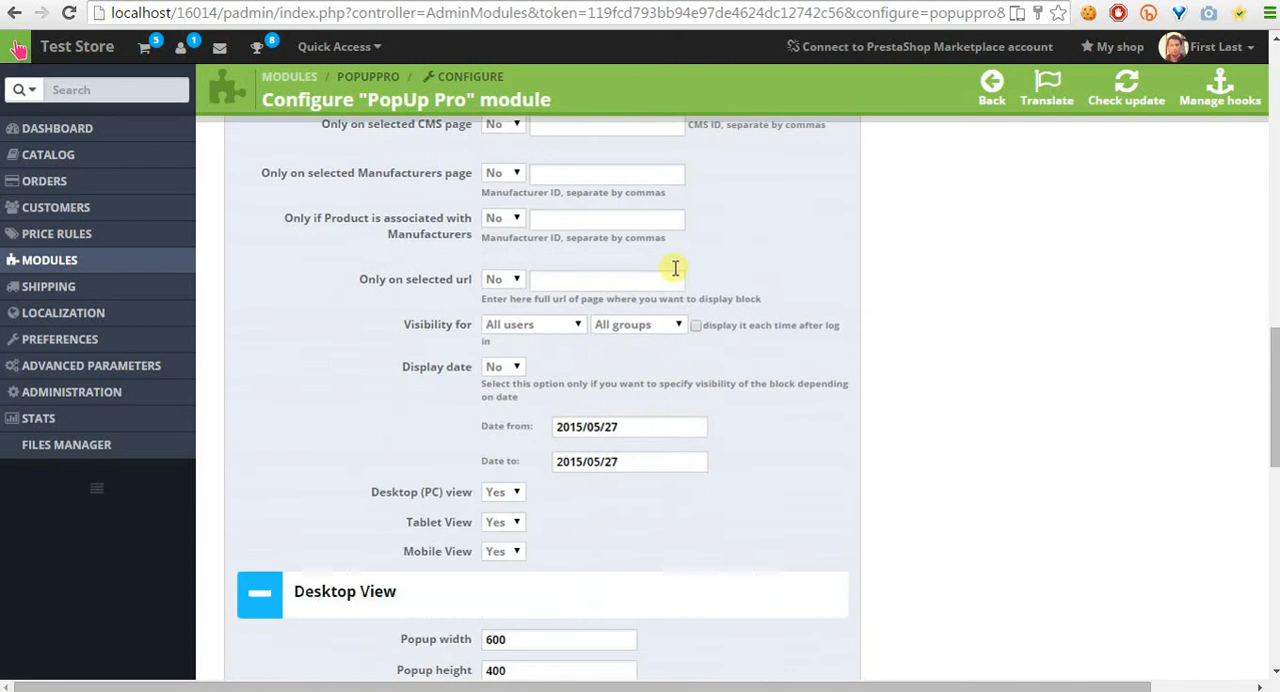 localhost/16014/padmin/index.php?controller=AdminModules&token=119fcd793bb94e97de4624dc12742c56&configure=popuppro&
Test Store 5 1 8 Quick Access Connect to PrestaShop Marketplace account My shop First Last
Search
DASHBOARD
CATALOG
ORDERS
CUSTOMERS
PRICE RULES
MODULES
SHIPPING
LOCALIZATION
PREFERENCES
ADVANCED PARAMETERS
ADMINISTRATION
STATS
FILES MANAGER
MODULES / POPUPPRO / CONFIGURE
Configure "PopUp Pro" module
Back Translate Check update Manage hooks
Only on selected CMS page No CMS ID, separate by commas
Only on selected Manufacturers page No
Manufacturer ID, separate by commas
Only if Product is associated with No
Manufacturers
Manufacturer ID, separate by commas
Only on selected url No
Enter here full url of page where you want to display block
Visibility for All users All groups display it each time after log
in
Display date No
Select this option only if you want to specify visibility of the block depending
on date
Date from: 2015/05/27
Date to: 2015/05/27
Desktop (PC) view Yes
Tablet View Yes
Mobile View Yes
Desktop View
Popup width 600
Popup height 400